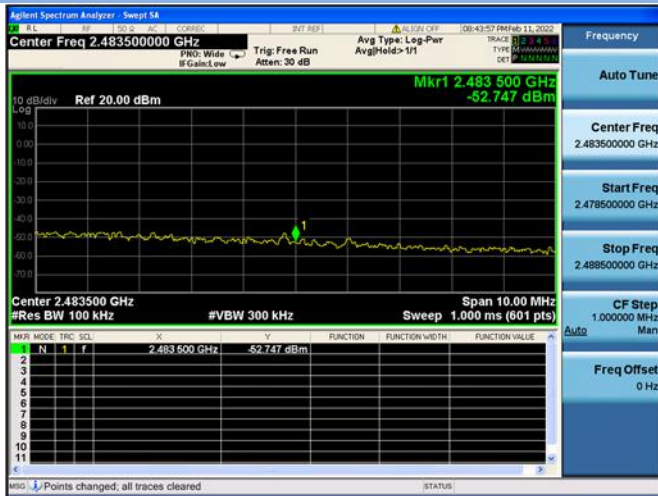 Agilent Spectrum Analyzer - Swept SA
RL RF 50 Ω AC CORREC INT REF ALIGN OFF 08:43:57 PM Feb 11, 2022
Center Freq 2.483500000 GHz
PNO: Wide
IFGain:Low
Trig: Free Run
Atten: 30 dB
Avg Type: Log-Pwr
Avg|Hold:> 1/1
TRACE 1 2 3 4 5 6
TYPE M
DET P N N N N N
Mkr1 2.483 500 GHz
-52.747 dBm
10 dB/div Ref 20.00 dBm
Log
10.0
0.00
-10.0
-20.0
-30.0
-40.0
-50.0
-60.0
-70.0
1
Center 2.483500 GHz
Span 10.00 MHz
#Res BW 100 kHz #VBW 300 kHz Sweep 1.000 ms (601 pts)
MKR MODE TRC SCL X Y FUNCTION FUNCTION WIDTH FUNCTION VALUE
1 N 1 f 2.483 500 GHz -52.747 dBm
2
3
4
5
6
7
8
9
10
11
MSG Points changed; all traces cleared STATUS
Frequency
Auto Tune
Center Freq
2.483500000 GHz
Start Freq
2.478500000 GHz
Stop Freq
2.488500000 GHz
CF Step
1.000000 MHz
Auto Man
Freq Offset
0 Hz